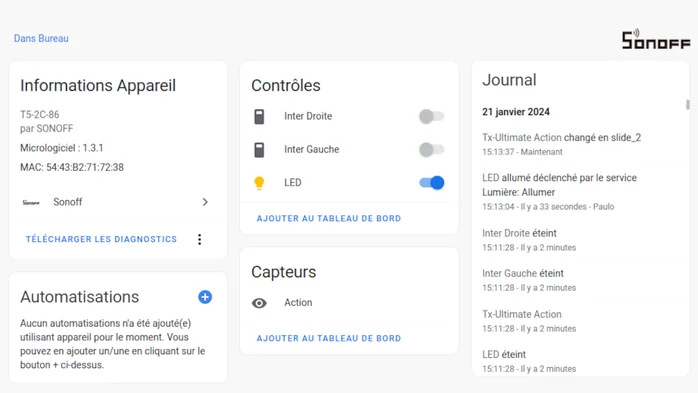 Dans Bureau
SONOFF
Informations Appareil
T5-2C-86
par SONOFF
Micrologiciel : 1.3.1
MAC: 54:43:B2:71:72:38
SONOFF
Sonoff
TÉLÉCHARGER LES DIAGNOSTICS
Automatisations
Aucun automatisations n'a été ajouté(e)
utilisant appareil pour le moment. Vous
pouvez en ajouter un/une en cliquant sur le
bouton + ci-dessus.
Contrôles
Inter Droite
Inter Gauche
LED
AJOUTER AU TABLEAU DE BORD
Capteurs
Action
AJOUTER AU TABLEAU DE BORD
Journal
21 janvier 2024
Tx-Ultimate Action changé en slide_2
15:13:37 - Maintenant
LED allumé déclenché par le service
Lumière: Allumer
15:13:04 - Il y a 33 secondes - Paulo
Inter Droite éteint
15:11:28 - Il y a 2 minutes
Inter Gauche éteint
15:11:28 - Il y a 2 minutes
Tx-Ultimate Action
15:11:28 - Il y a 2 minutes
LED éteint
15:11:28 - Il y a 2 minutes